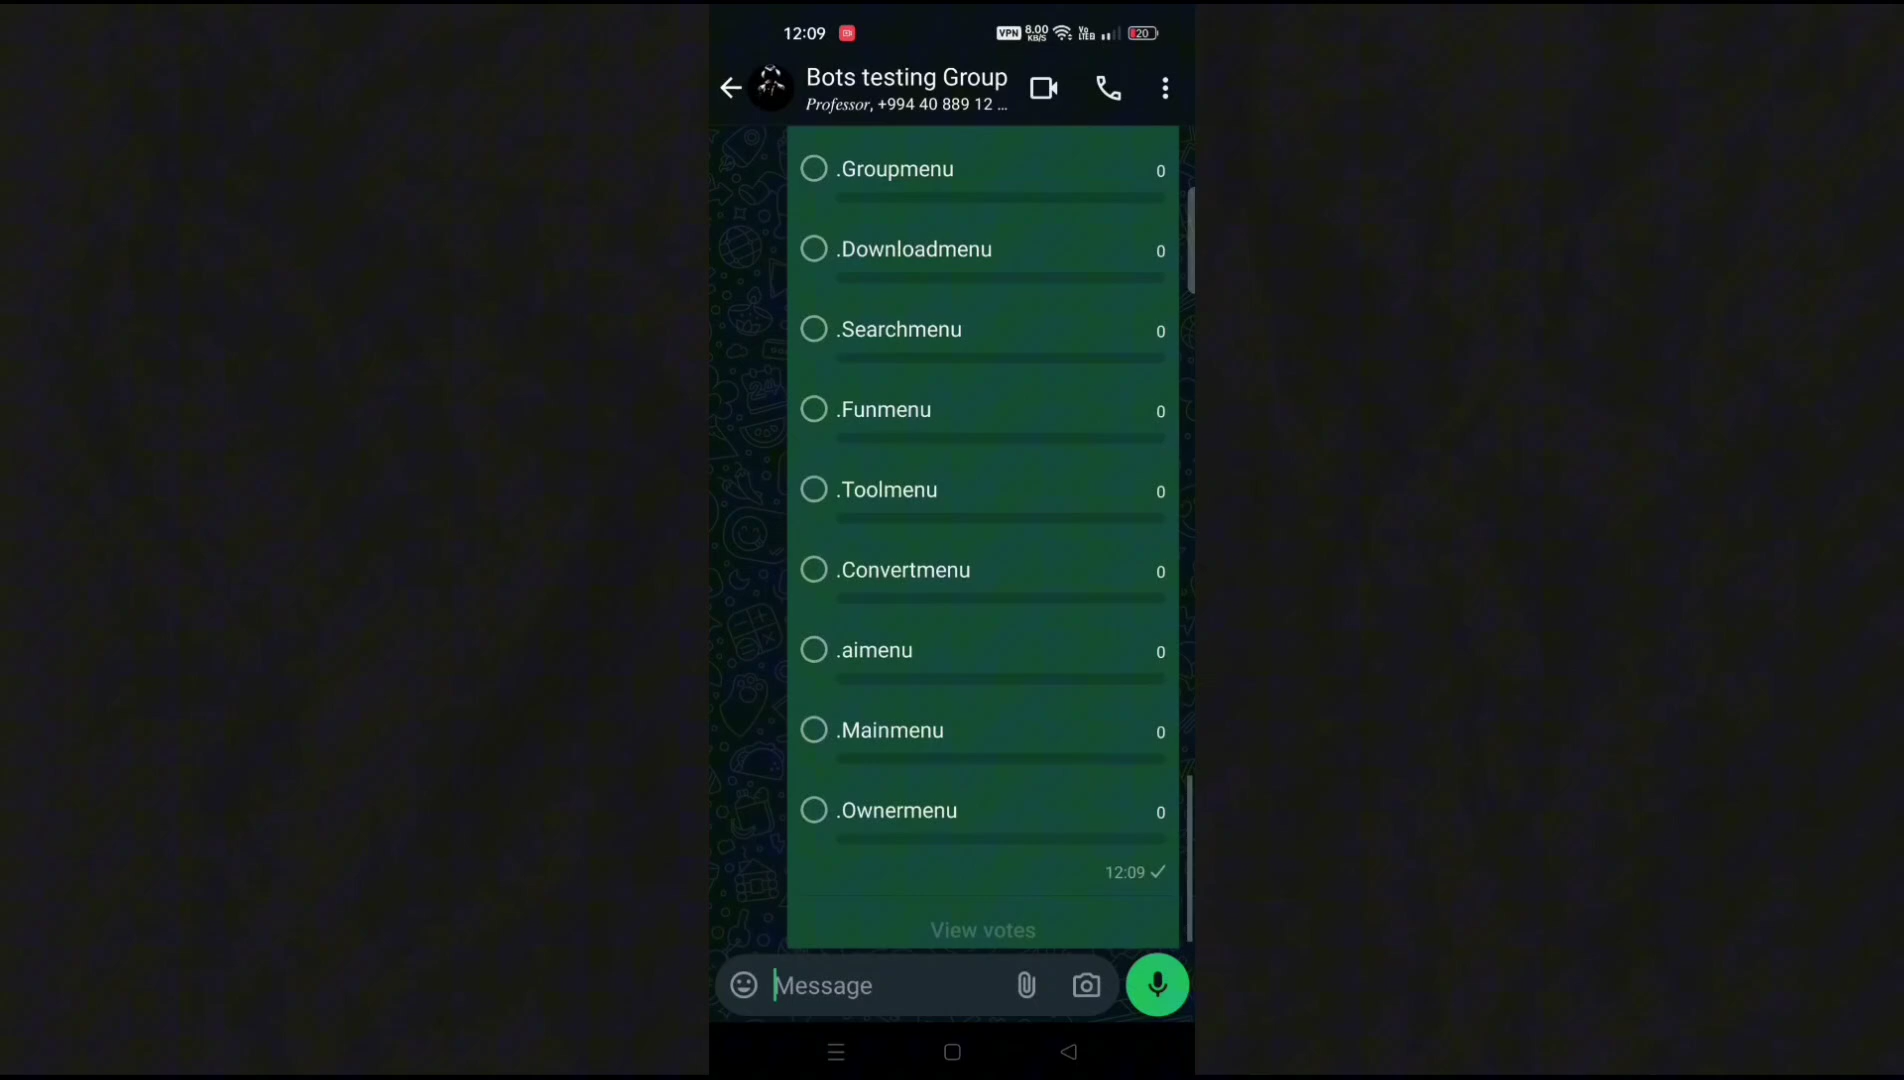 12:09 VPN 8.00 KB/S Vo LTE2 20
Bots testing Group
Professor, +994 40 889 12 ...
.Groupmenu 0
.Downloadmenu 0
.Searchmenu 0
.Funmenu 0
.Toolmenu 0
.Convertmenu 0
.aimenu 0
.Mainmenu 0
.Ownermenu 0
12:09
View votes
Message